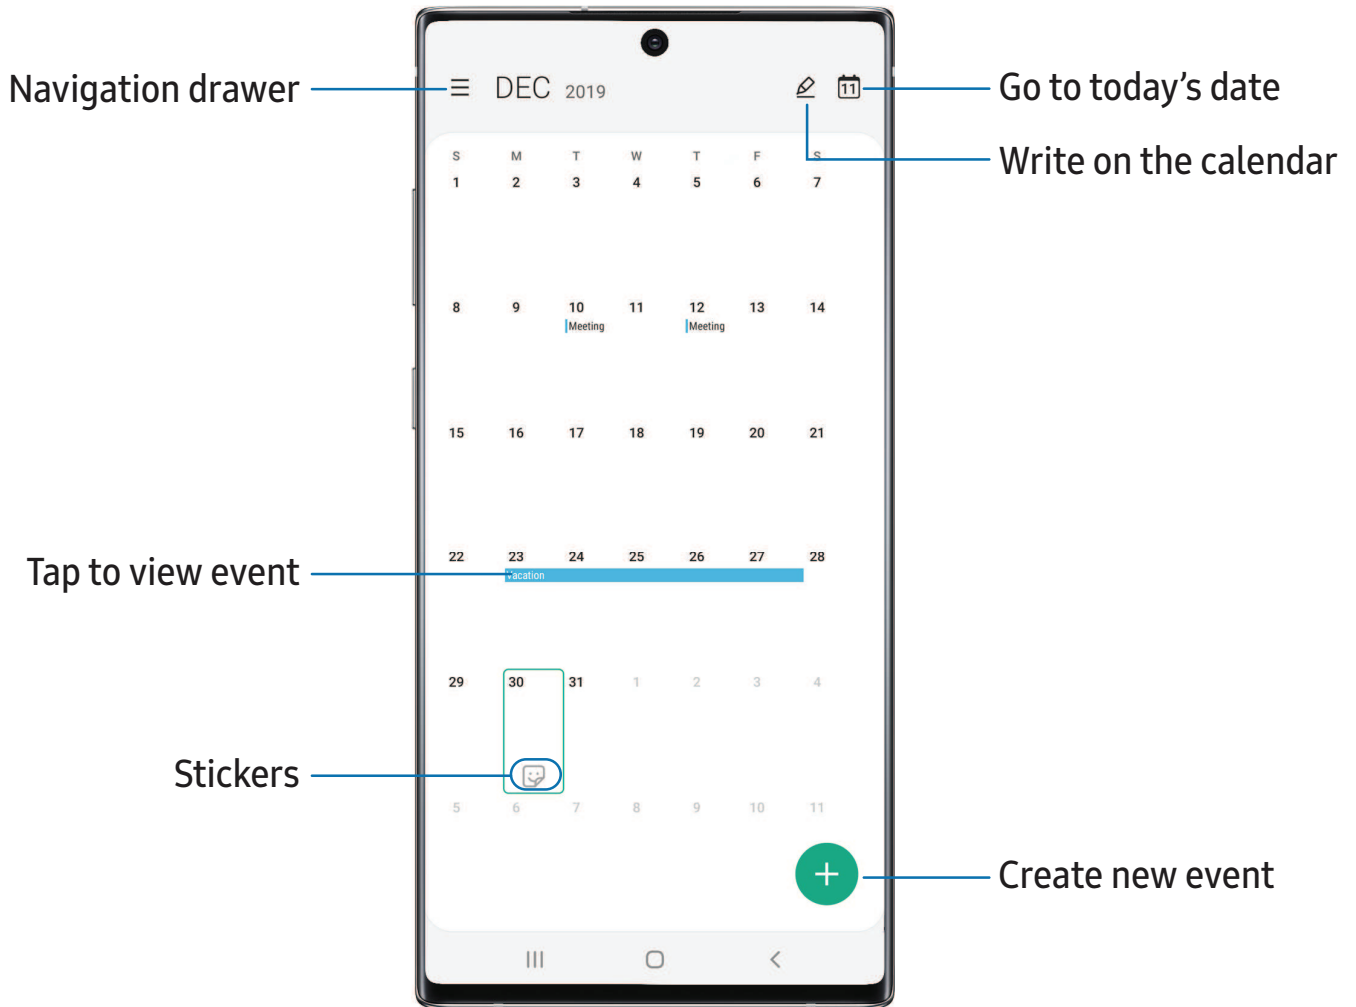 Navigation drawer
DEC 2019
11
Go to today's date
Write on the calendar
S M T W T F S
1 2 3 4 5 6 7
8 9 10 11 12 13 14
Meeting Meeting
15 16 17 18 19 20 21
22 23 24 25 26 27 28
Tap to view event
Vacation
29 30 31 1 2 3 4
Stickers
5 6 7 8 9 10 11
Create new event